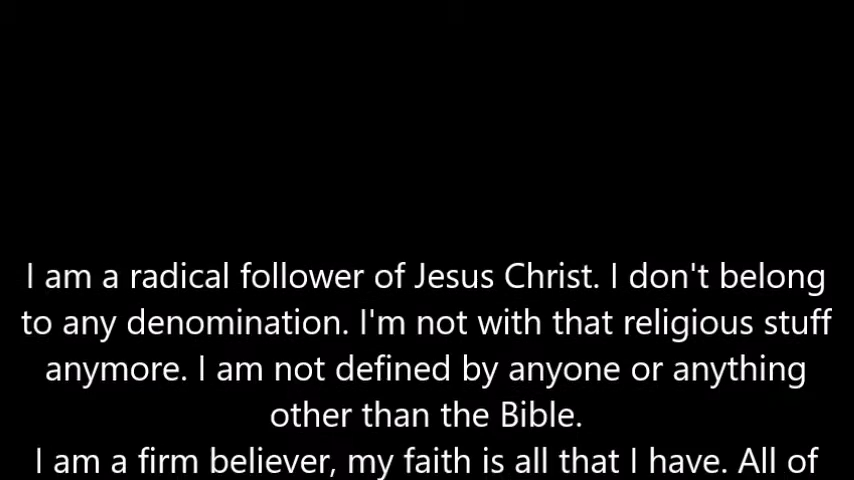 I am a radical follower of Jesus Christ. I don't belong
to any denomination. I'm not with that religious stuff
anymore. I am not defined by anyone or anything
other than the Bible.
I am a firm believer, my faith is all that I have. All of